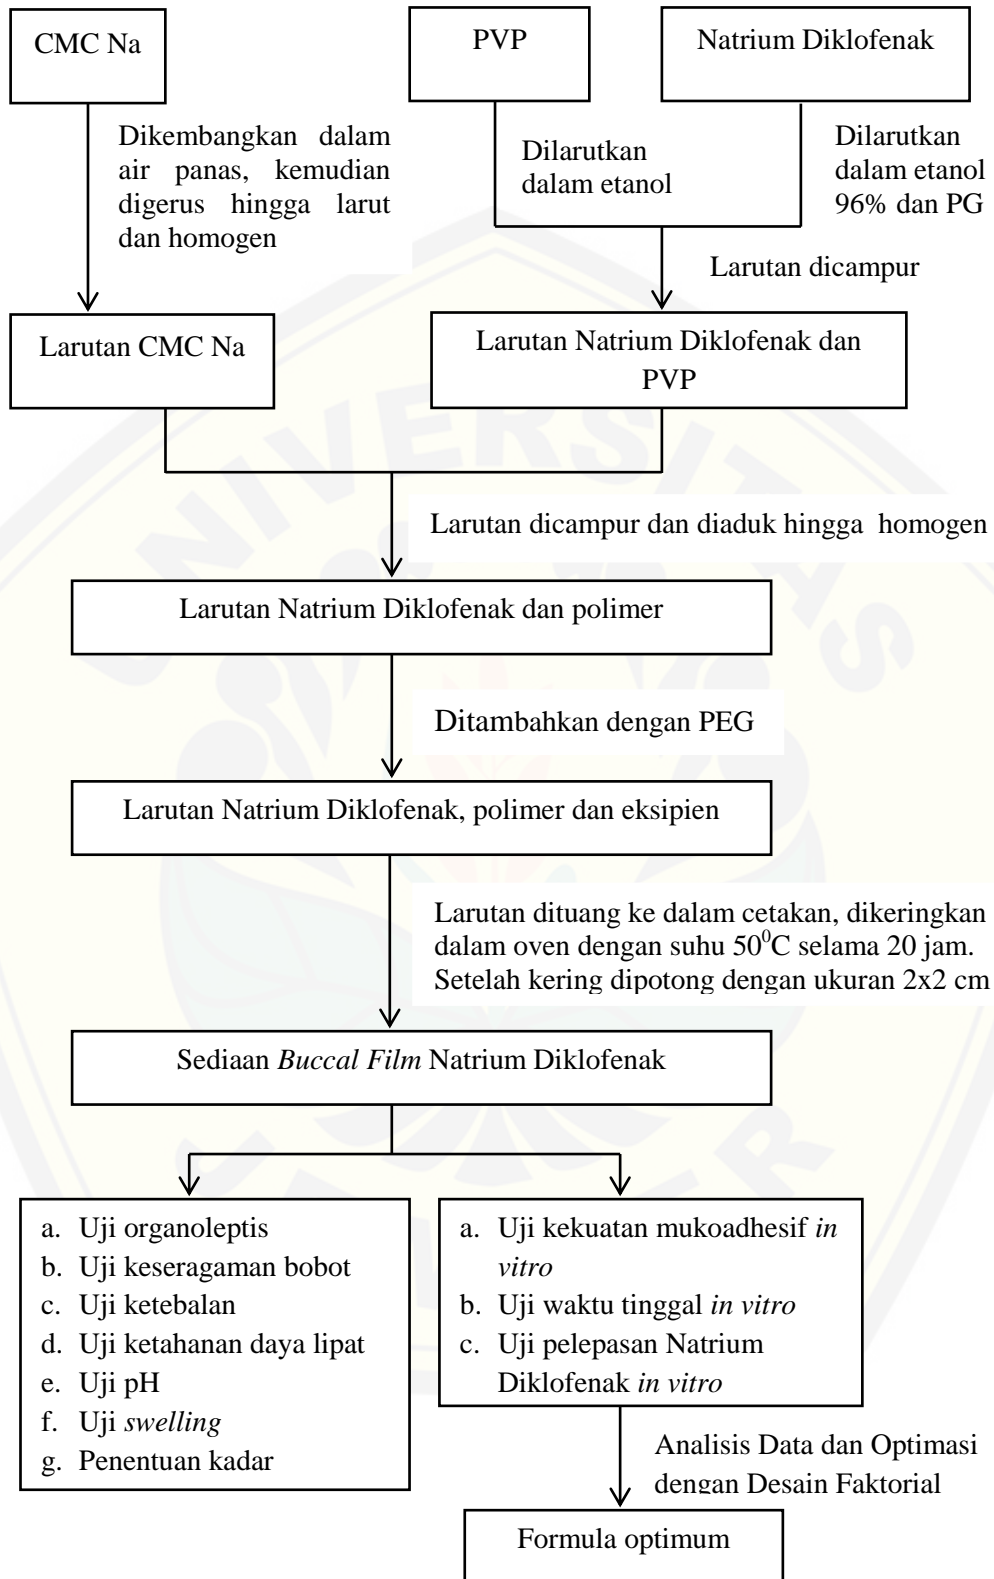 CMC Na
PVP
Natrium Diklofenak
Dikembangkan dalam
air panas, kemudian
digerus hingga larut
dan homogen
Dilarutkan
dalam etanol
Dilarutkan
dalam etanol
96% dan PG
Larutan dicampur
Larutan CMC Na
Larutan Natrium Diklofenak dan
PVP
Larutan dicampur dan diaduk hingga homogen
Larutan Natrium Diklofenak dan polimer
Ditambahkan dengan PEG
Larutan Natrium Diklofenak, polimer dan eksipien
Larutan dituang ke dalam cetakan, dikeringkan
dalam oven dengan suhu 50⁰C selama 20 jam.
Setelah kering dipotong dengan ukuran 2x2 cm
Sediaan Buccal Film Natrium Diklofenak
a. Uji organoleptis
b. Uji keseragaman bobot
c. Uji ketebalan
d. Uji ketahanan daya lipat
e. Uji pH
f. Uji swelling
g. Penentuan kadar
a. Uji kekuatan mukoadhesif in
vitro
b. Uji waktu tinggal in vitro
c. Uji pelepasan Natrium
Diklofenak in vitro
Analisis Data dan Optimasi
dengan Desain Faktorial
Formula optimum
UNIVERSITAS
JEMBER